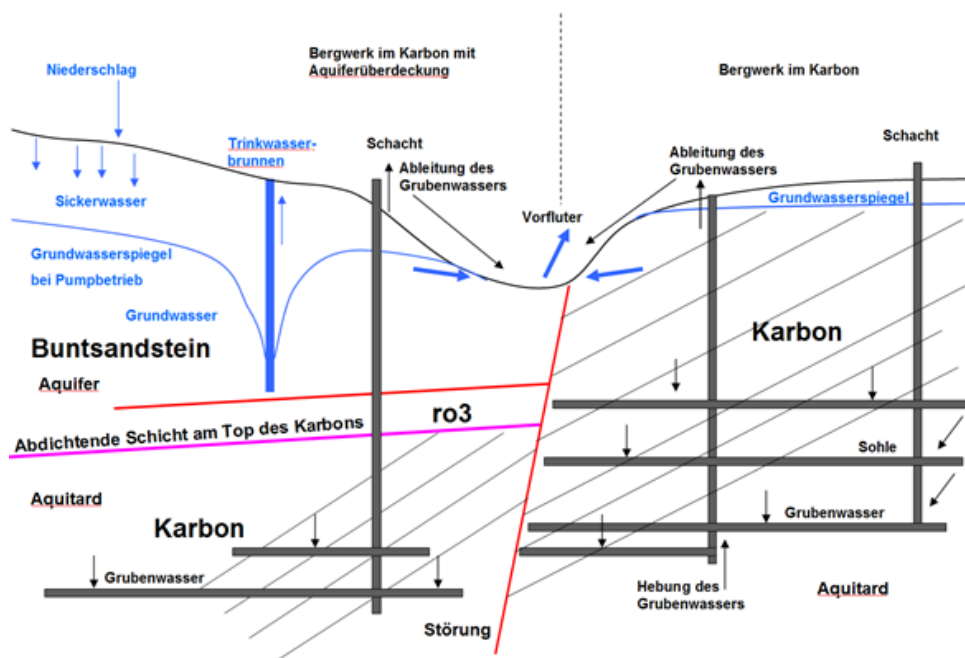 Bergwerk im Karbon mit
Aquiferüberdeckung
Bergwerk im Karbon
Niederschlag
Trinkwasser-
brunnen
Schacht
Ableitung des
Grubenwassers
Ableitung des
Grubenwassers
Schacht
Sickerwasser
Vorfluter
Grundwasserspiegel
Grundwasserspiegel
bei Pumpbetrieb
Grundwasser
Buntsandstein
Aquifer
Karbon
ro3
Abdichtende Schicht am Top des Karbons
Sohle
Aquitard
Karbon
Grubenwasser
Grubenwasser
Hebung des
Grubenwassers
Aquitard
Störung